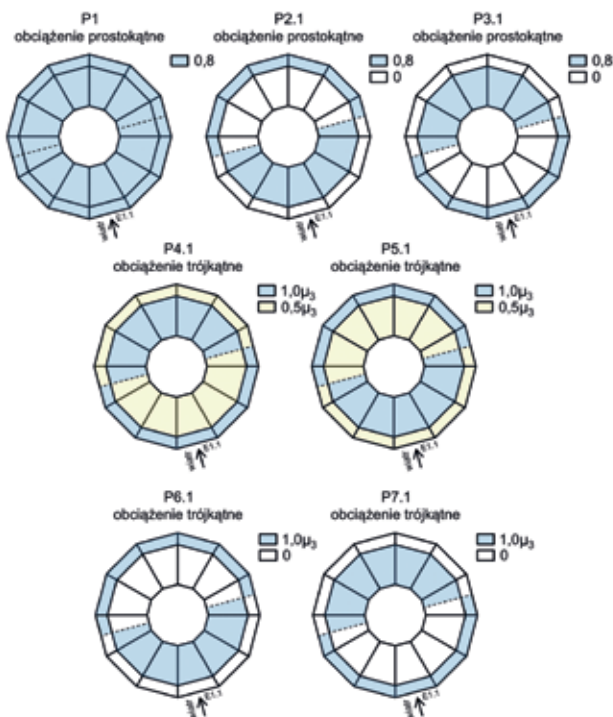 P1
obciążenie prostokątne
0,8
P2.1
obciążenie prostokątne
0,8
0
P3.1
obciążenie prostokątne
0,8
0
P4.1
obciążenie trójkątne
1,0μ₃
0,5μ₃
P5.1
obciążenie trójkątne
1,0μ₃
0,5μ₃
P6.1
obciążenie trójkątne
1,0μ₃
0
P7.1
obciążenie trójkątne
1,0μ₃
0